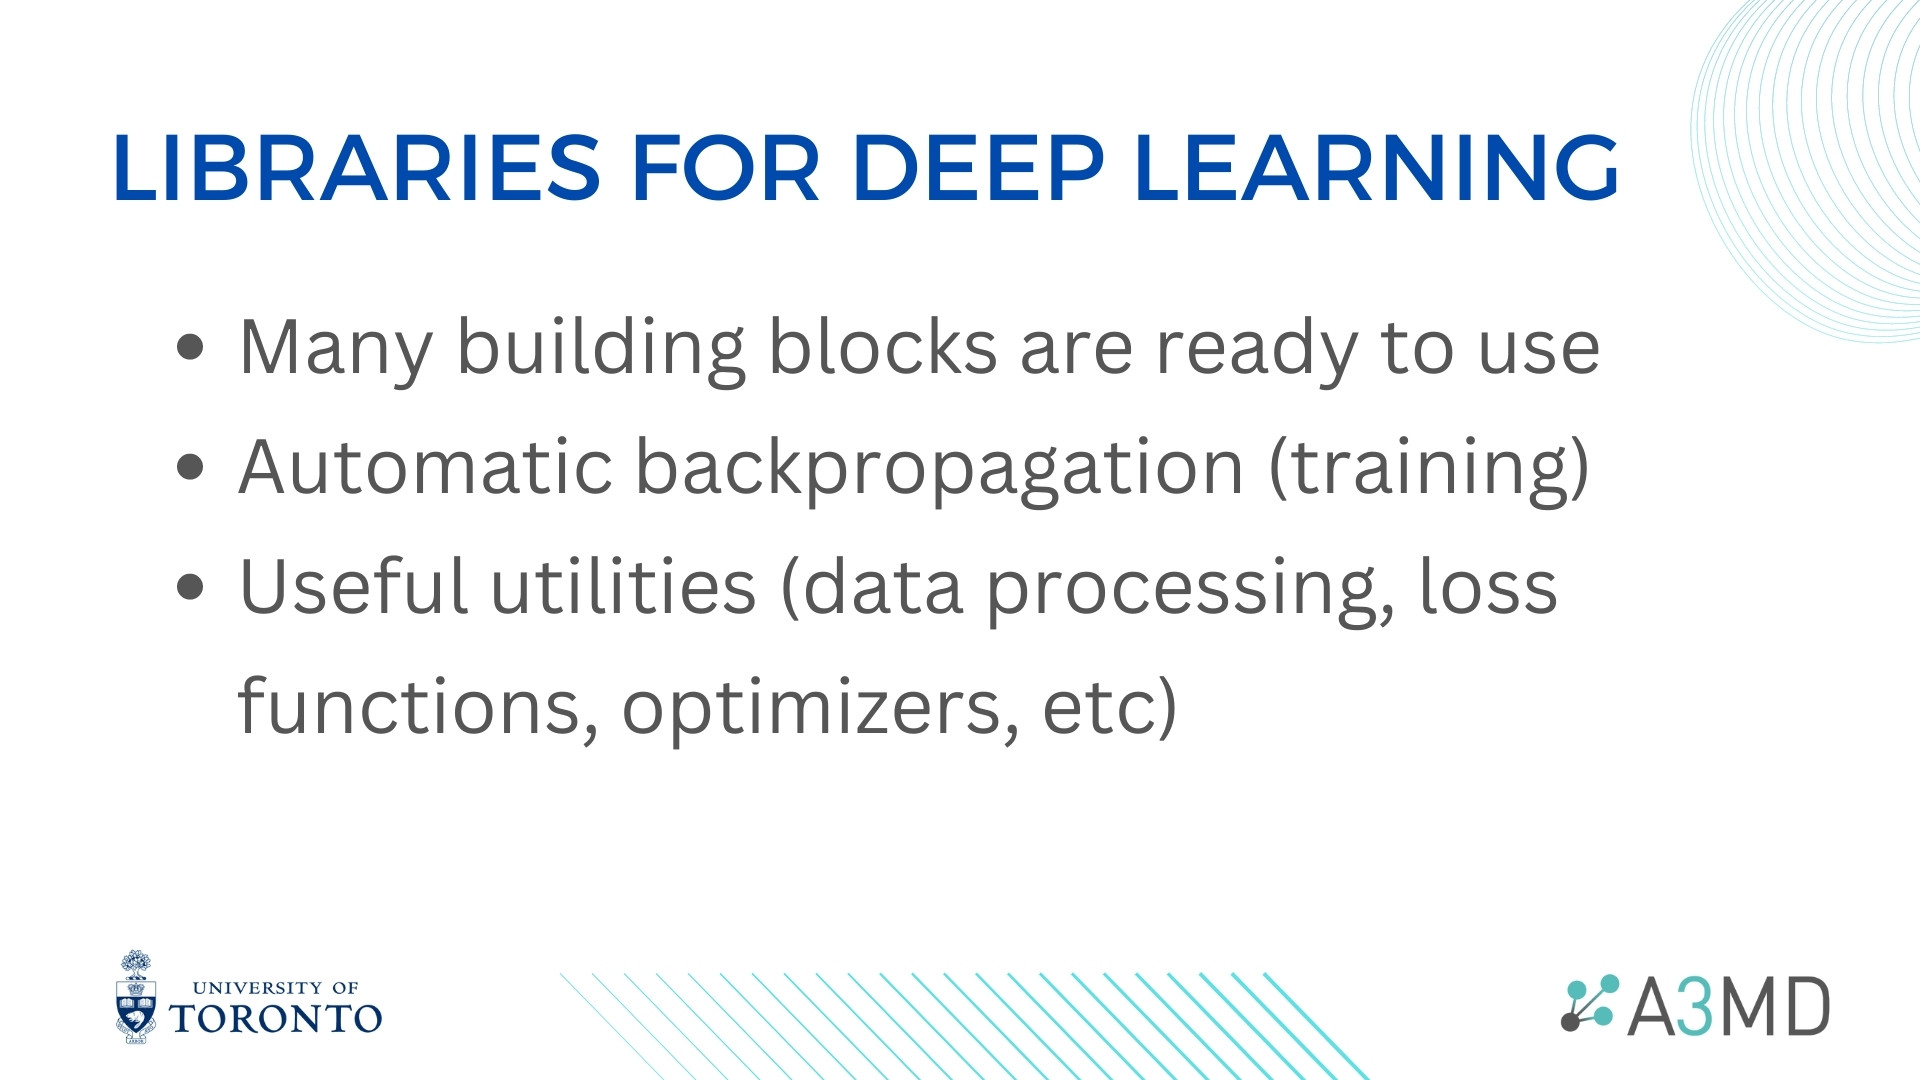 LIBRARIES FOR DEEP LEARNING
• Many building blocks are ready to use
• Automatic backpropagation (training)
• Useful utilities (data processing, loss
functions, optimizers, etc)
UNIVERSITY OF
TORONTO
A3MD